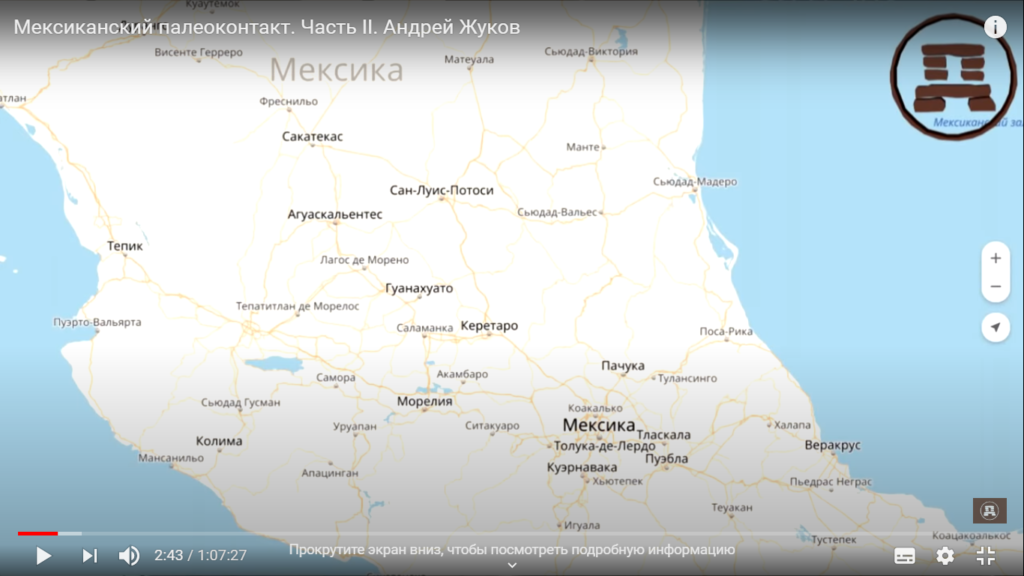 Куаутемок
Мексиканский палеоконтакт. Часть II. Андрей Жуков
Висенте Герреро
Сьюдад-Виктория
Матеуала
Мексика
Фреснильо
Мексиканский за
Сакатекас
Манте
Сьюдад-Мадеро
Сан-Луис-Потоси
Агуаскальентес
Сьюдад-Вальес
Тепик
Лагос де Морено
Гуанахуато
Тепатитлан де Морелос
Пуэрто-Вальярта
Саламанка
Керетаро
Поса-Рика
Пачука
Самора
Акамбаро
Тулансинго
Сьюдад Гусман
Морелия
Коакалько
Уруапан
Ситакуаро
Мексика
Халапа
Колима
Тласкала
Толука-де-Лердо
Веракрус
Мансанильо
Апацинган
Куэрнавака
Пуэбла
Хьютепек
Пьедрас Неграс
Теуакан
Игуала
Коацакоалькос
Тустепек
2:43 / 1:07:27
Прокрутите экран вниз, чтобы посмотреть подробную информацию